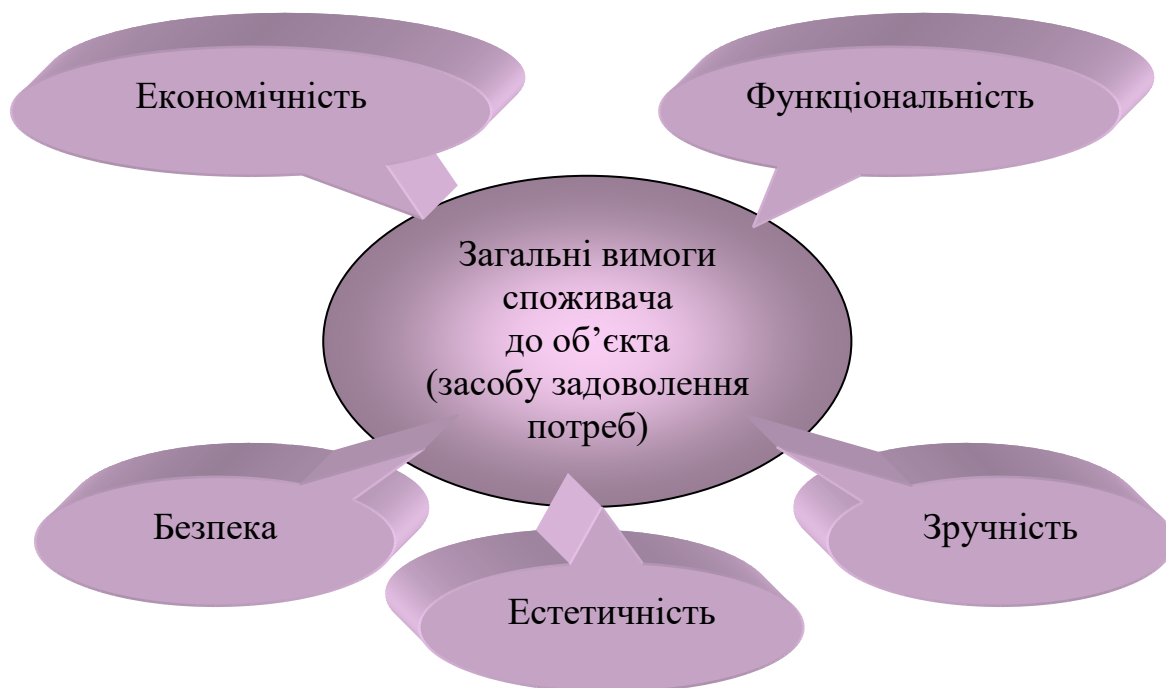 Економічність
Функціональність
Загальні вимоги
споживача
до об’єкта
(засобу задоволення
потреб)
Безпека
Зручність
Естетичність